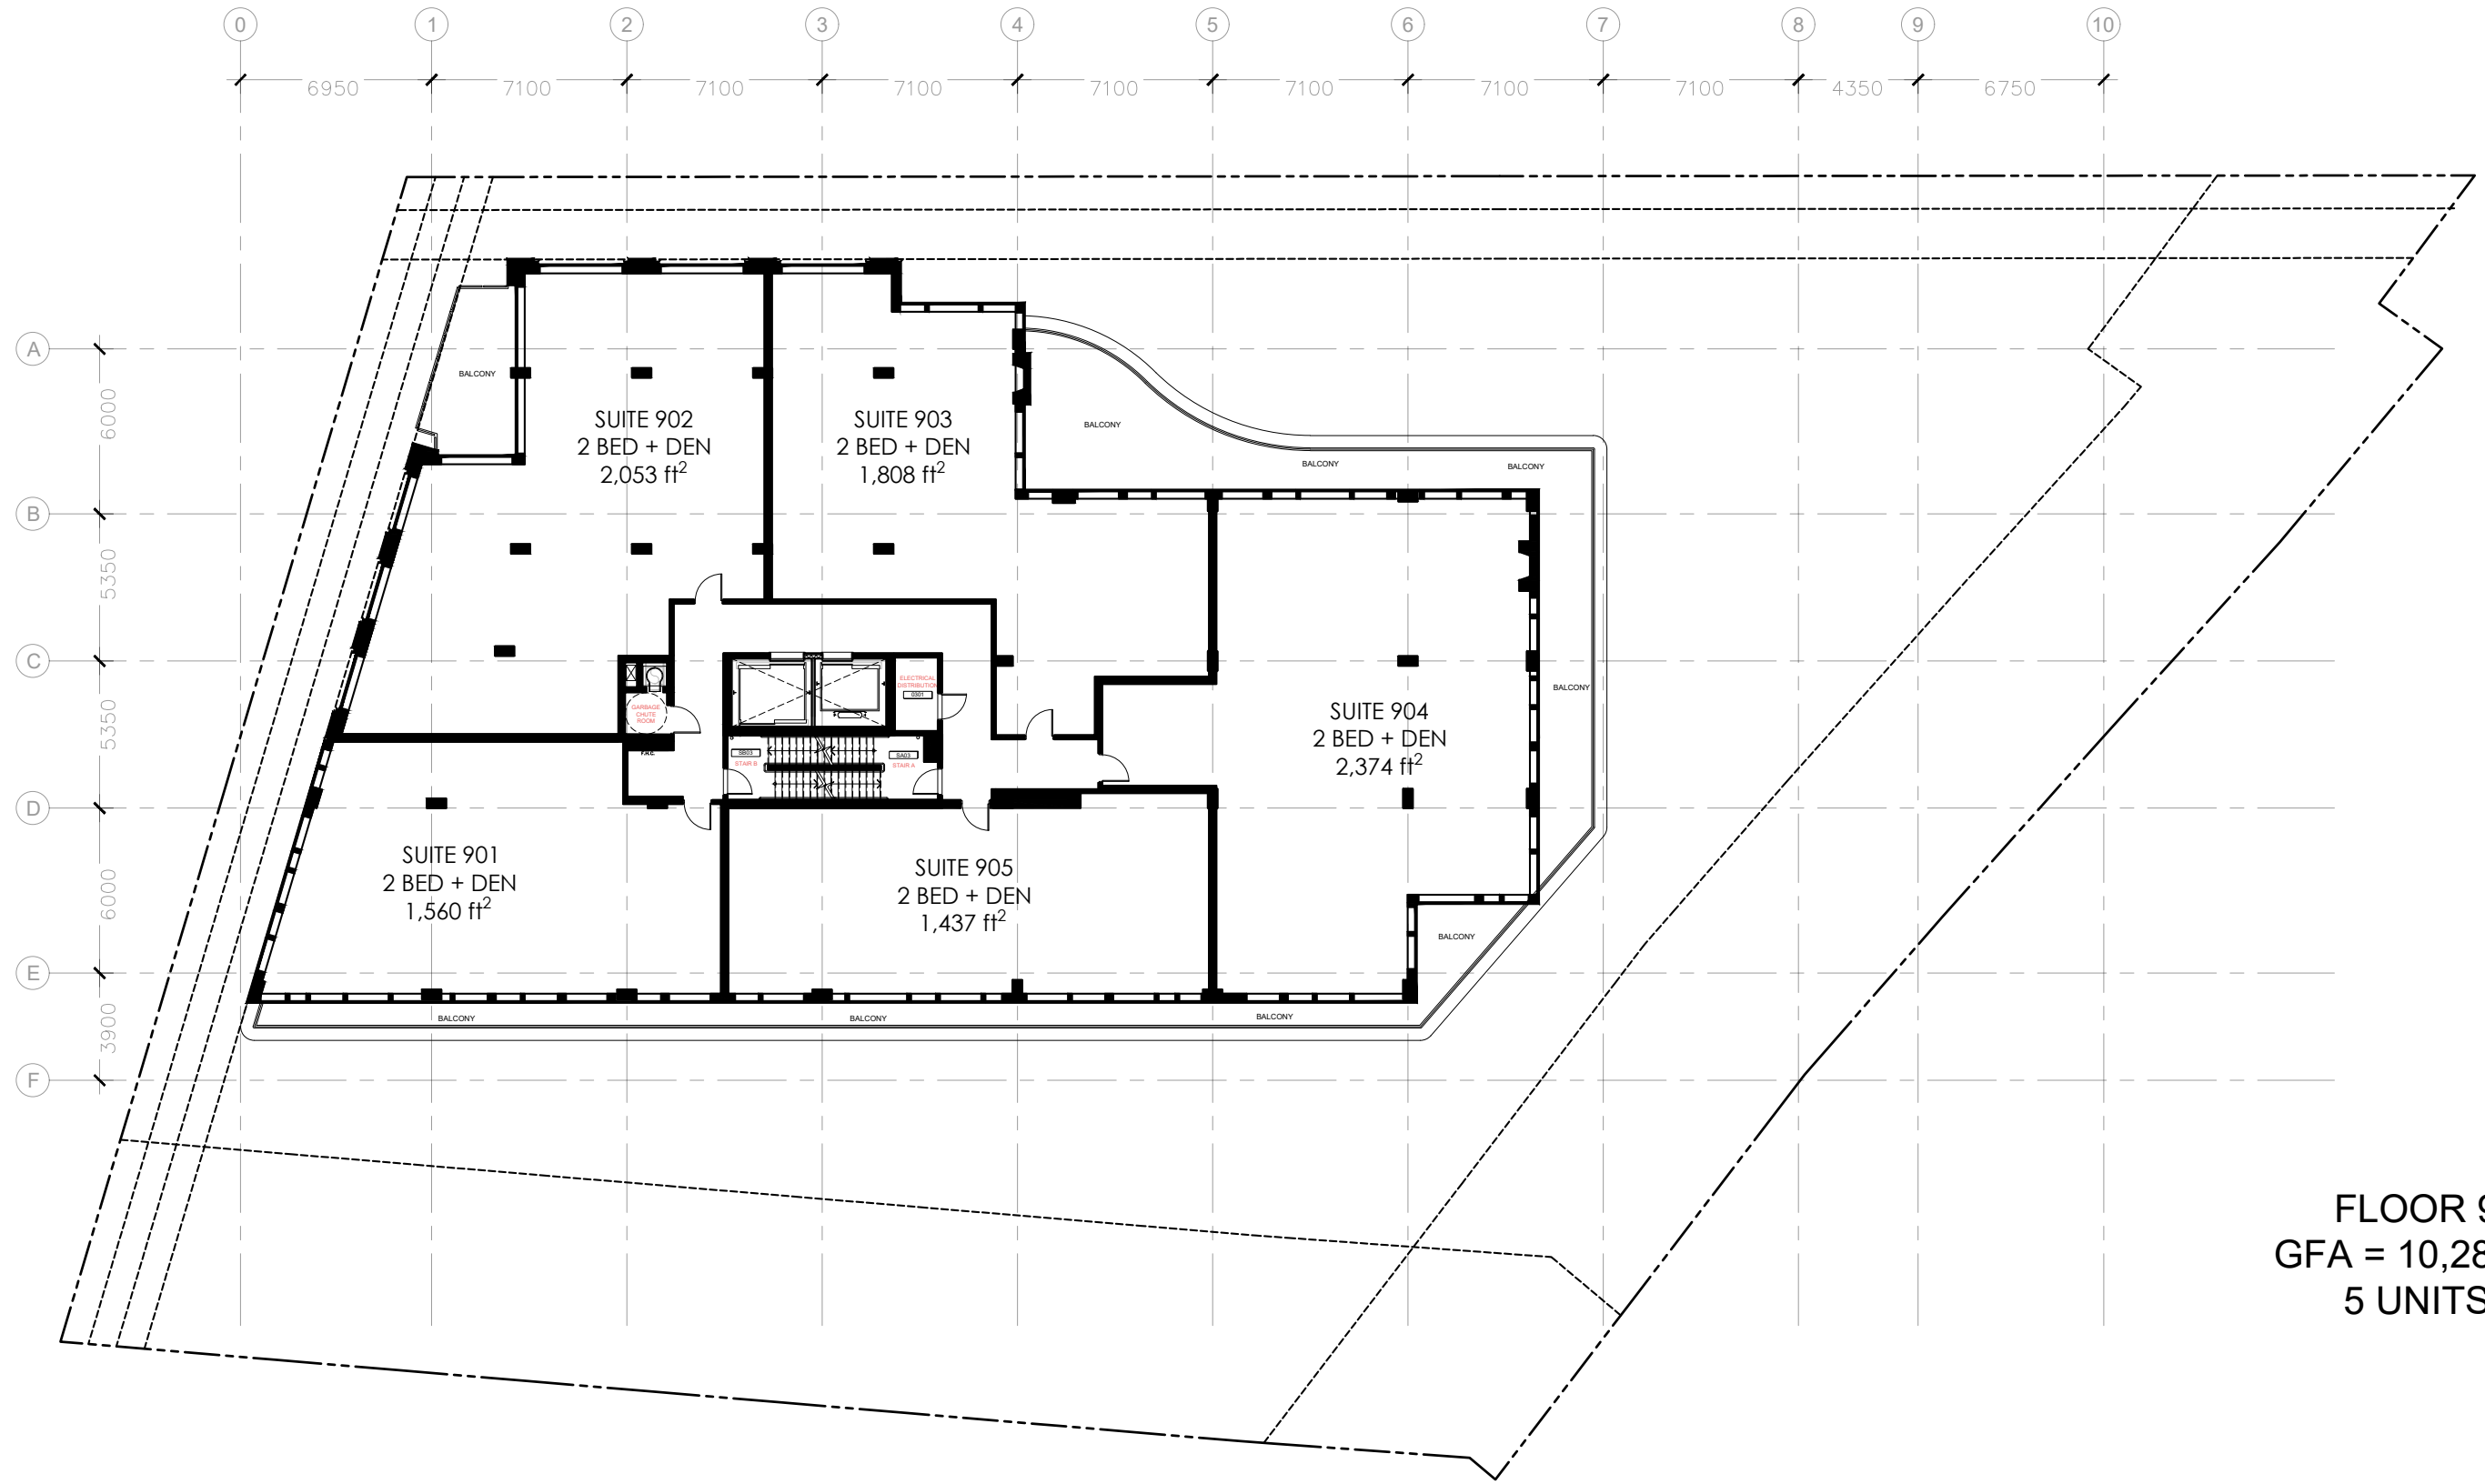 0 1 2 3 4 5 6 7 8 9 10
6950 7100 7100 7100 7100 7100 7100 7100 4350 6750
A
B
C
D
E
F
6000
5350
5350
6000
3900
BALCONY
SUITE 902
2 BED + DEN
2,053 ft²
SUITE 903
2 BED + DEN
1,808 ft²
BALCONY
BALCONY
BALCONY
BALCONY
ELECTRICAL
DISTRIBUTION
0301
GARBAGE
CHUTE
ROOM
F.H.C.
SB03
STAIR B
SA03
STAIR A
SUITE 904
2 BED + DEN
2,374 ft²
SUITE 901
2 BED + DEN
1,560 ft²
SUITE 905
2 BED + DEN
1,437 ft²
BALCONY
BALCONY
BALCONY
BALCONY
FLOOR 9
GFA = 10,28
5 UNITS